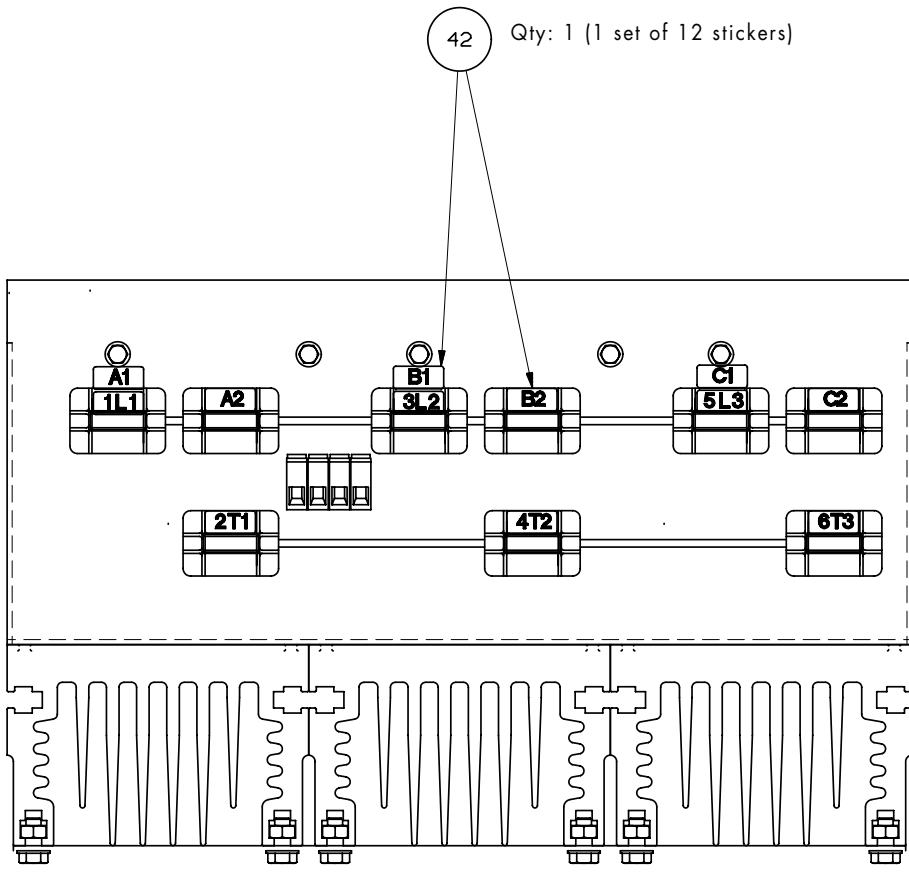 42 Qty: 1 (1 set of 12 stickers)
A1 B1 C1
1L1 A2 3L2 B2 5L3 C2
2T1 4T2 6T3